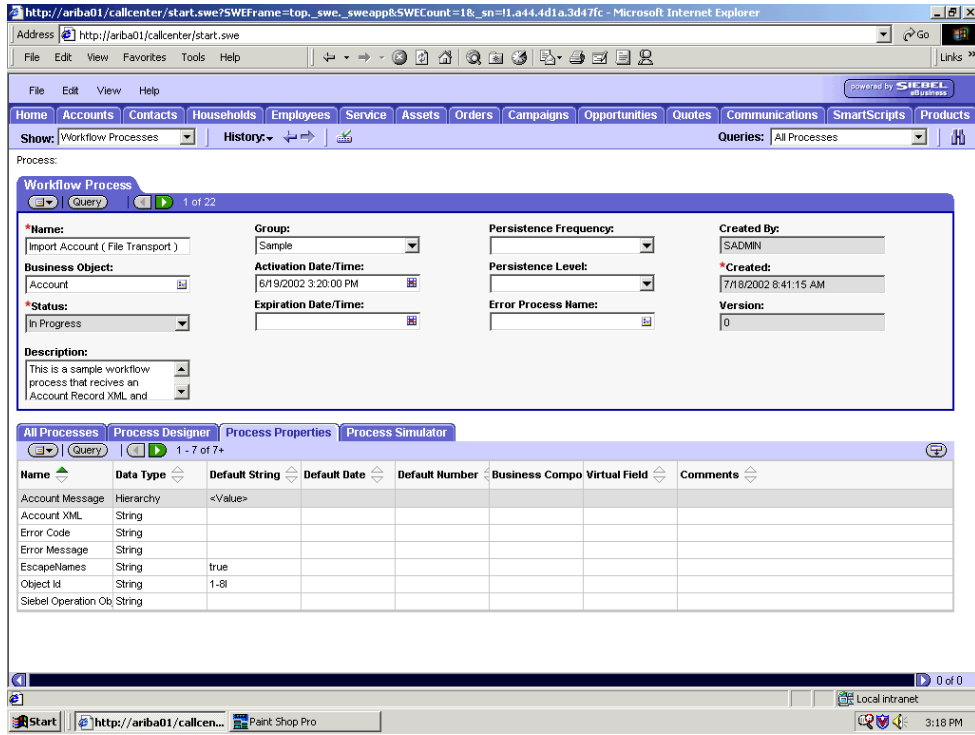 http://ariba01/callcenter/start.swe?SWEFrame=top._swe._sweapp&SWECount=1&_sn=!1.a44.4d1a.3d47fc - Microsoft Internet Explorer
Address http://ariba01/callcenter/start.swe Go
File Edit View Favorites Tools Help Links »
File Edit View Help powered by SIEBEL eBusiness
Home Accounts Contacts Households Employees Service Assets Orders Campaigns Opportunities Quotes Communications SmartScripts Products
Show: Workflow Processes History: Queries: All Processes
Process:
Workflow Process
Query 1 of 22
*Name: Group: Persistence Frequency: Created By:
Import Account ( File Transport ) Sample SADMIN
Business Object: Activation Date/Time: Persistence Level: *Created:
Account 6/19/2002 3:20:00 PM 7/18/2002 8:41:15 AM
*Status: Expiration Date/Time: Error Process Name: Version:
In Progress 0
Description:
This is a sample workflow
process that recives an
Account Record XML and
All Processes Process Designer Process Properties Process Simulator
Query 1 - 7 of 7+
Name Data Type Default String Default Date Default Number Business Compo Virtual Field Comments
Account Message Hierarchy <Value>
Account XML String
Error Code String
Error Message String
EscapeNames String true
Object Id String 1-8I
Siebel Operation Ob String
0 of 0
Local intranet
Start http://ariba01/callcen... Paint Shop Pro 3:18 PM